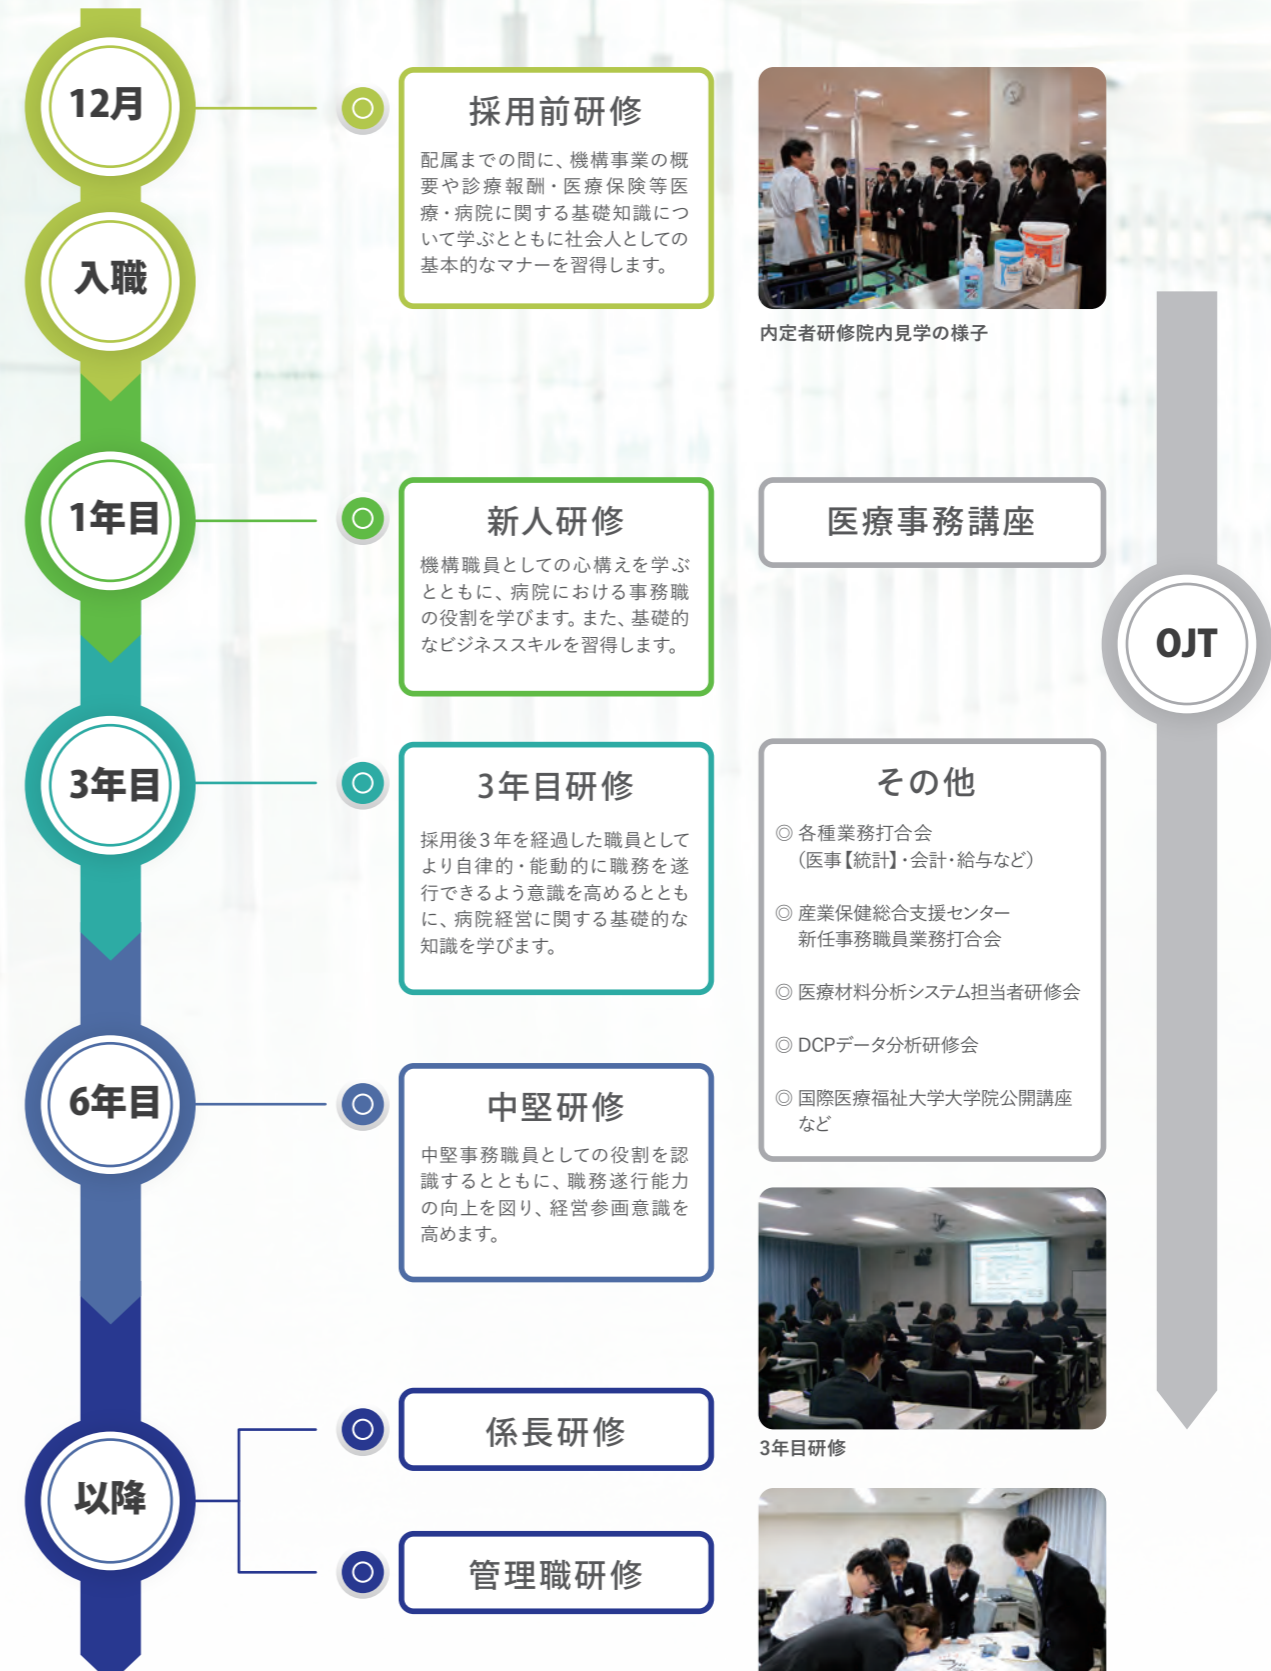 12月
採用前研修
配属までの間に、機構事業の概
要や診療報酬・医療保険等医
療・病院に関する基礎知識につ
いて学ぶとともに社会人としての
基本的なマナーを習得します。
入職
内定者研修院内見学の様子
1年目
新人研修
機構職員としての心構えを学ぶ
とともに、病院における事務職
の役割を学びます。また、基礎的
なビジネススキルを習得します。
医療事務講座
OJT
3年目
3年目研修
採用後3年を経過した職員として
より自律的・能動的に職務を遂
行できるよう意識を高めるととも
に、病院経営に関する基礎的な
知識を学びます。
その他
◎ 各種業務打合会
(医事【統計】・会計・給与など)
◎ 産業保健総合支援センター
新任事務職員業務打合会
◎ 医療材料分析システム担当者研修会
◎ DCPデータ分析研修会
◎ 国際医療福祉大学大学院公開講座
など
6年目
中堅研修
中堅事務職員としての役割を認
識するとともに、職務遂行能力
の向上を図り、経営参画意識を
高めます。
3年目研修
以降
係長研修
管理職研修